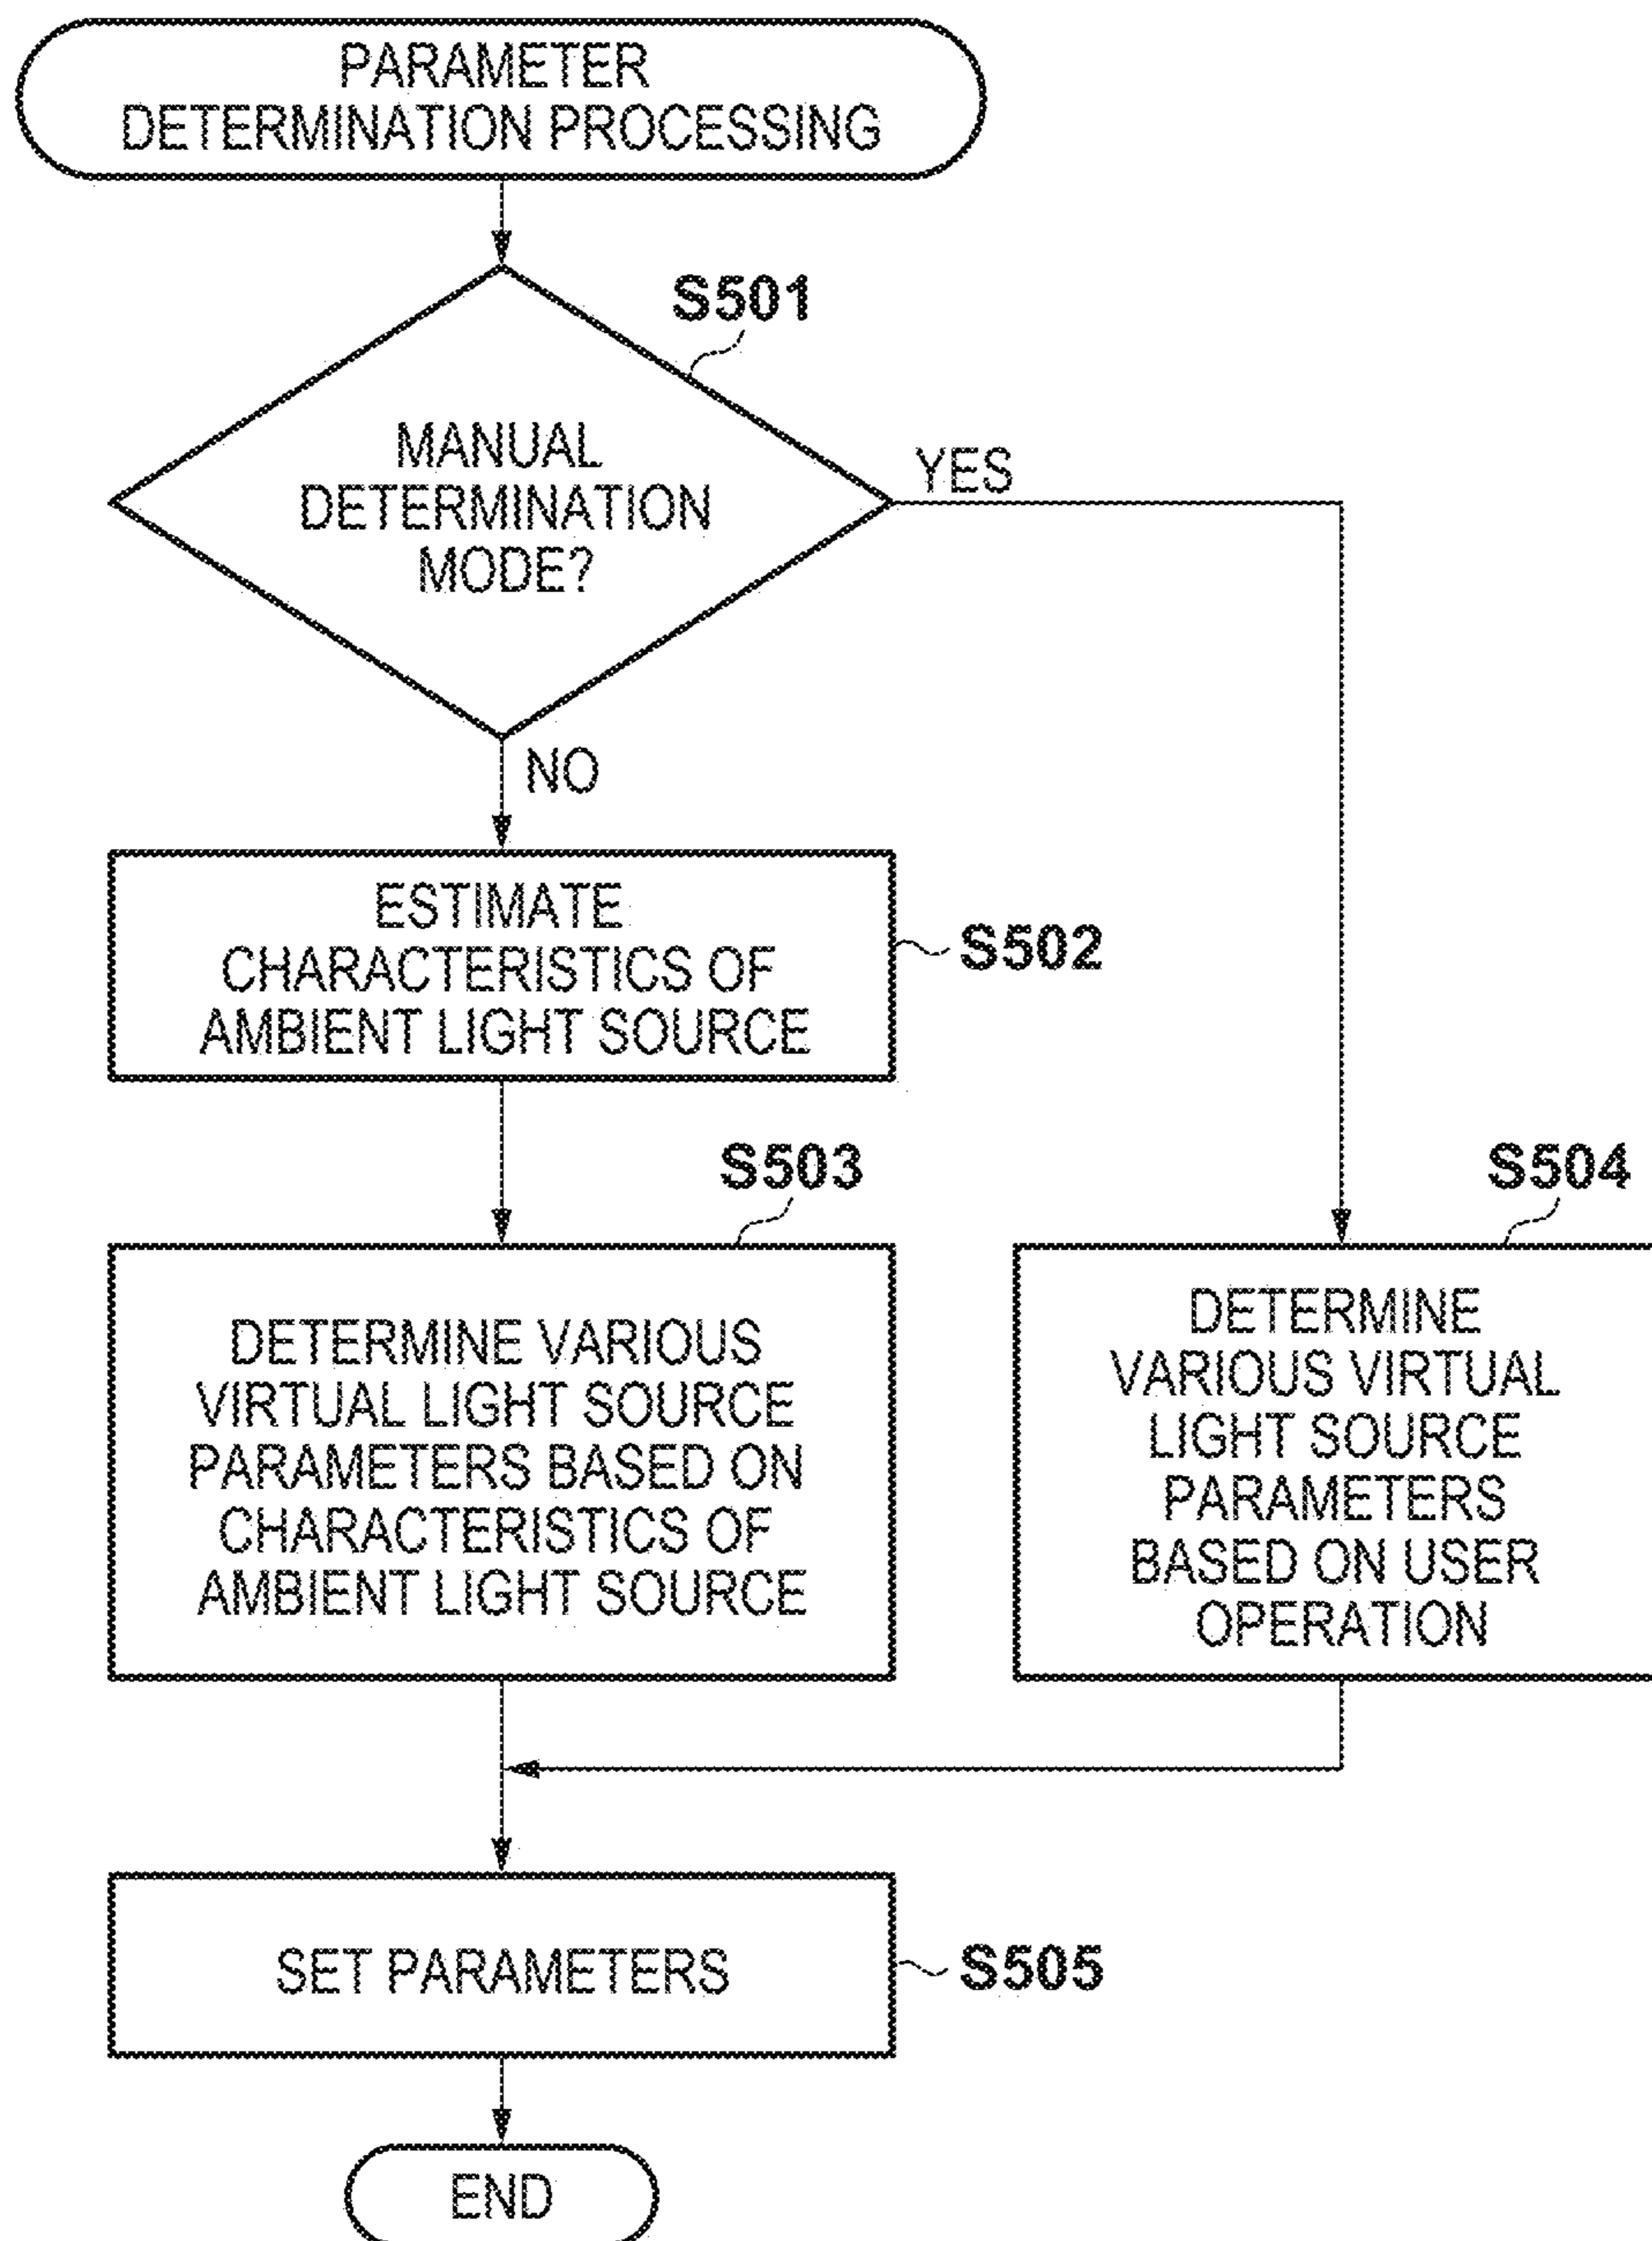 PARAMETER
DETERMINATION PROCESSING
S501
MANUAL
DETERMINATION
MODE?
YES
NO
ESTIMATE
CHARACTERISTICS OF
AMBIENT LIGHT SOURCE
S502
S503
DETERMINE VARIOUS
VIRTUAL LIGHT SOURCE
PARAMETERS BASED ON
CHARACTERISTICS OF
AMBIENT LIGHT SOURCE
S504
DETERMINE
VARIOUS VIRTUAL
LIGHT SOURCE
PARAMETERS
BASED ON USER
OPERATION
SET PARAMETERS
S505
END